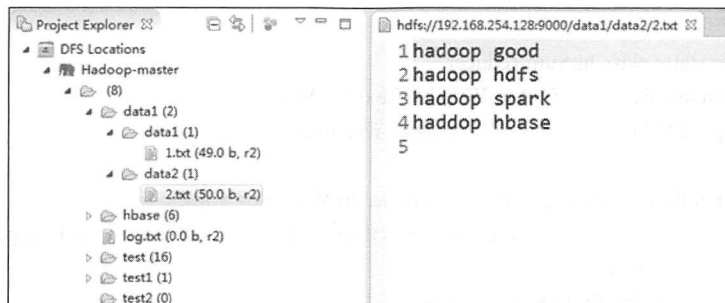 Project Explorer
DFS Locations
Hadoop-master
(8)
data1 (2)
data1 (1)
1.txt (49.0 b, r2)
data2 (1)
2.txt (50.0 b, r2)
hbase (6)
log.txt (0.0 b, r2)
test (16)
test1 (1)
test2 (0)
hdfs://192.168.254.128:9000/data1/data2/2.txt
1 hadoop good
2 hadoop hdfs
3 hadoop spark
4 haddop hbase
5